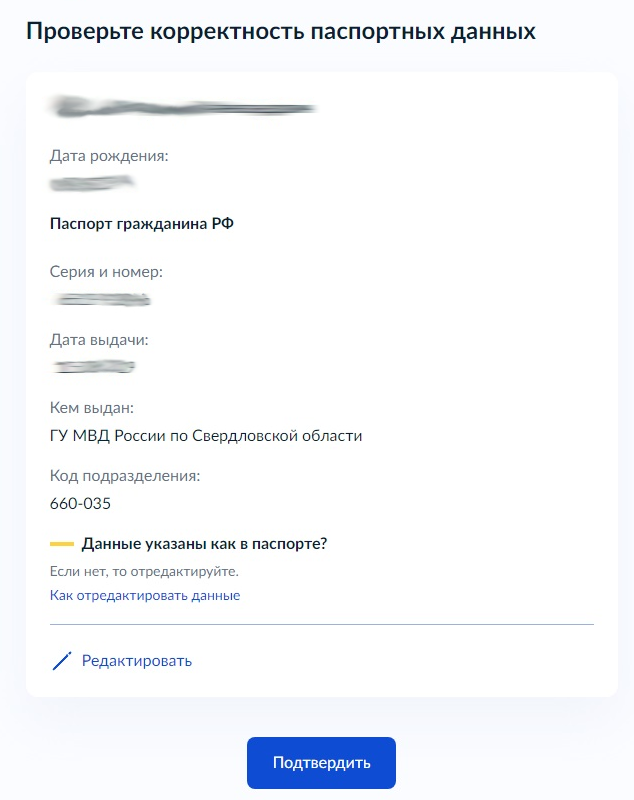 Проверьте корректность паспортных данных
Дата рождения:
Паспорт гражданина РФ
Серия и номер:
Дата выдачи:
Кем выдан:
ГУ МВД России по Свердловской области
Код подразделения:
660-035
Данные указаны как в паспорте?
Если нет, то отредактируйте.
Как отредактировать данные
Редактировать
Подтвердить